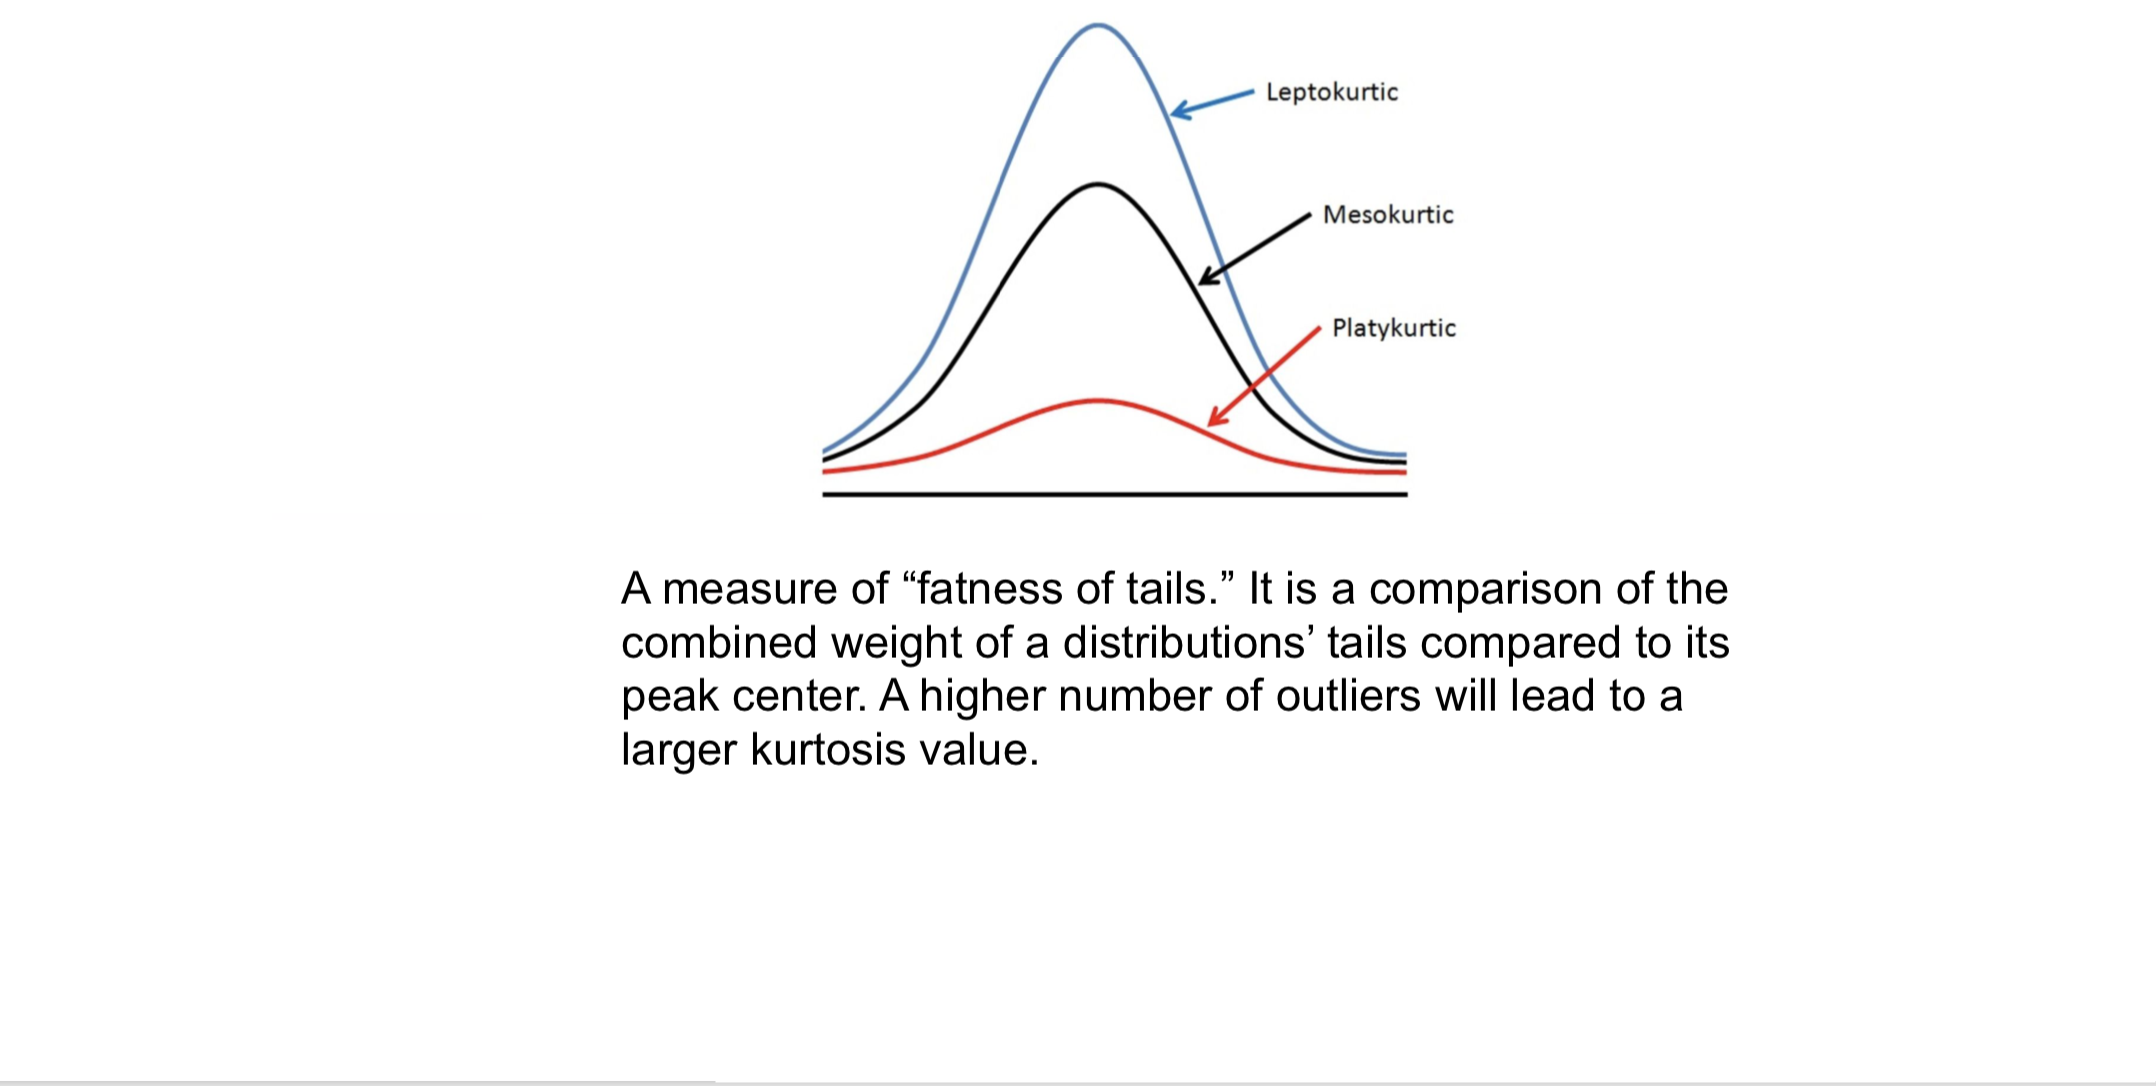 Leptokurtic
Mesokurtic
Platykurtic
A measure of “fatness of tails.” It is a comparison of the
combined weight of a distributions’ tails compared to its
peak center. A higher number of outliers will lead to a
larger kurtosis value.